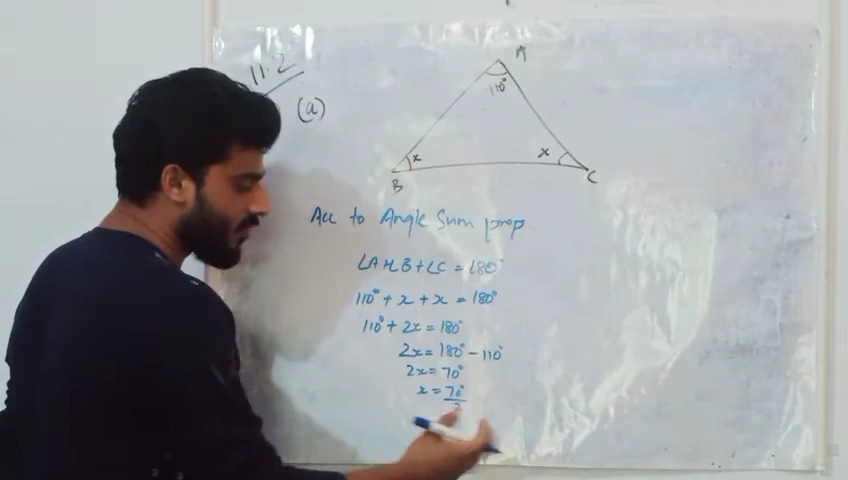 11.2
(a)
A
110°
x
x
B
C
Acc to Angle Sum prop
∠A+∠B+∠C = 180°
110° + x + x = 180°
110° + 2x = 180°
2x = 180° - 110°
2x = 70°
x = 70°
2